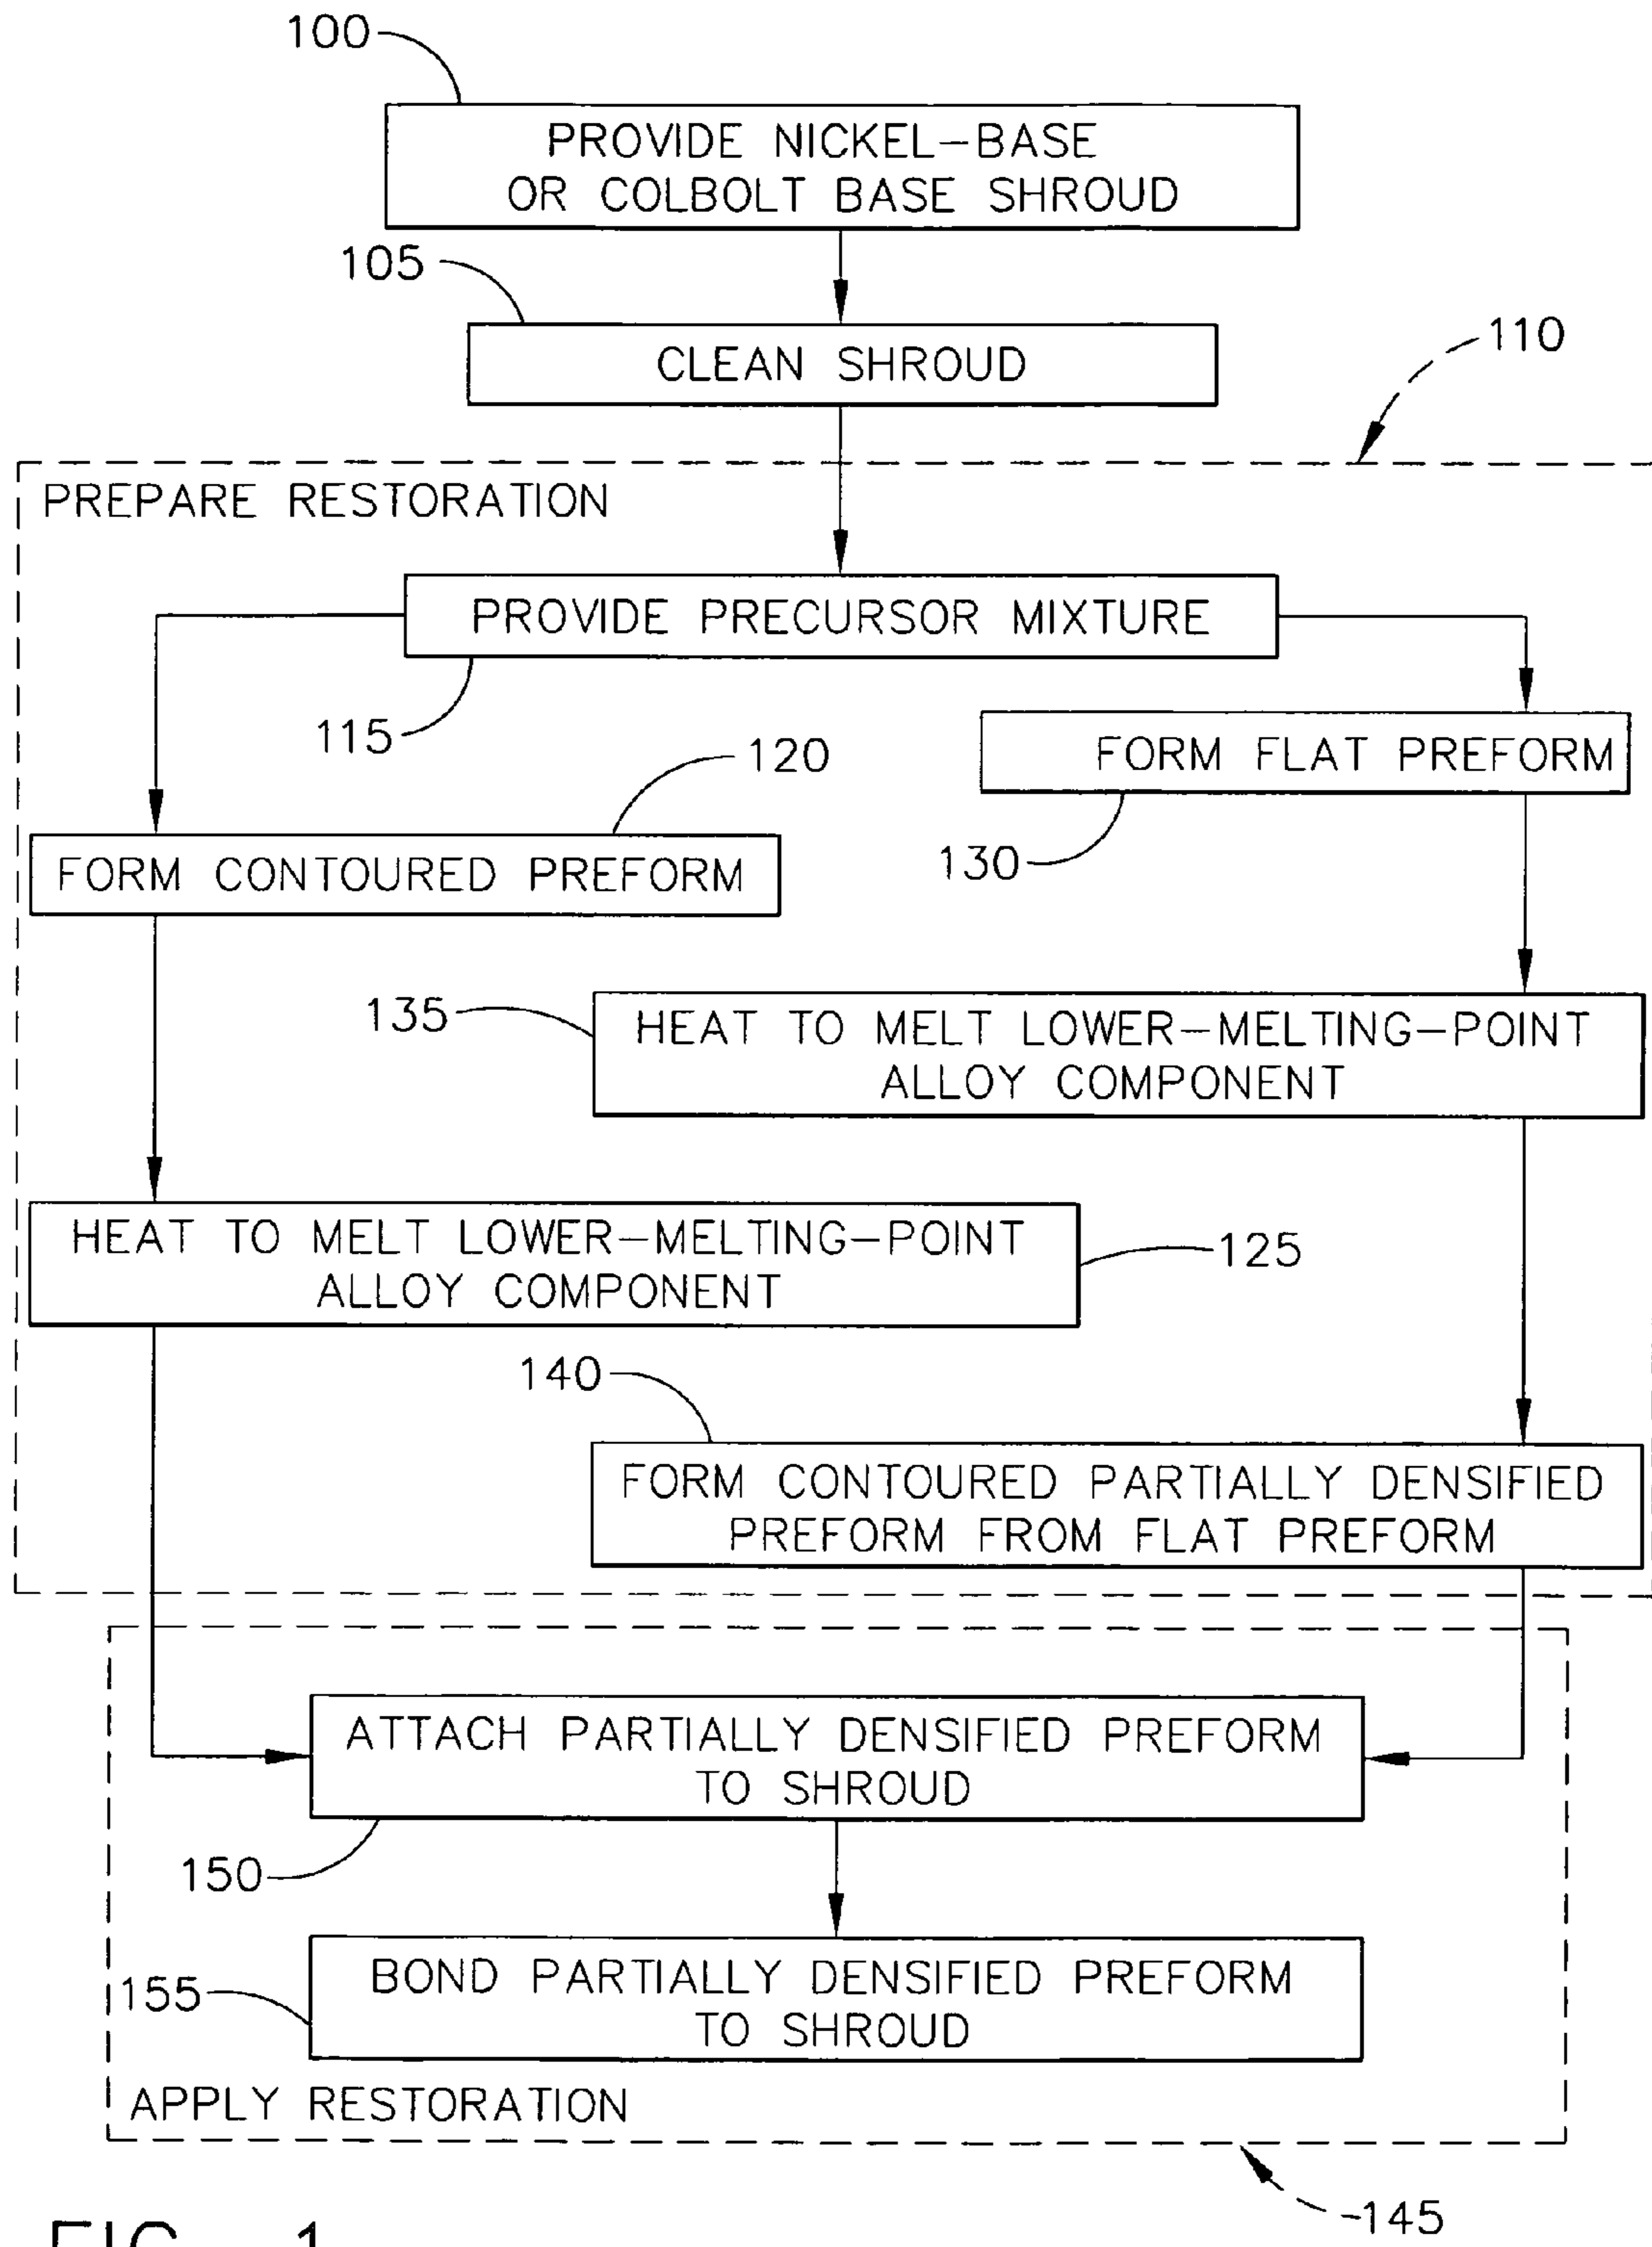 100
PROVIDE NICKEL-BASE
OR COLBOLT BASE SHROUD
105
CLEAN SHROUD
110
PREPARE RESTORATION
PROVIDE PRECURSOR MIXTURE
115
120
FORM FLAT PREFORM
130
FORM CONTOURED PREFORM
135
HEAT TO MELT LOWER-MELTING-POINT
ALLOY COMPONENT
HEAT TO MELT LOWER-MELTING-POINT
ALLOY COMPONENT
125
140
FORM CONTOURED PARTIALLY DENSIFIED
PREFORM FROM FLAT PREFORM
ATTACH PARTIALLY DENSIFIED PREFORM
TO SHROUD
150
BOND PARTIALLY DENSIFIED PREFORM
TO SHROUD
155
APPLY RESTORATION
145
FIG. 1